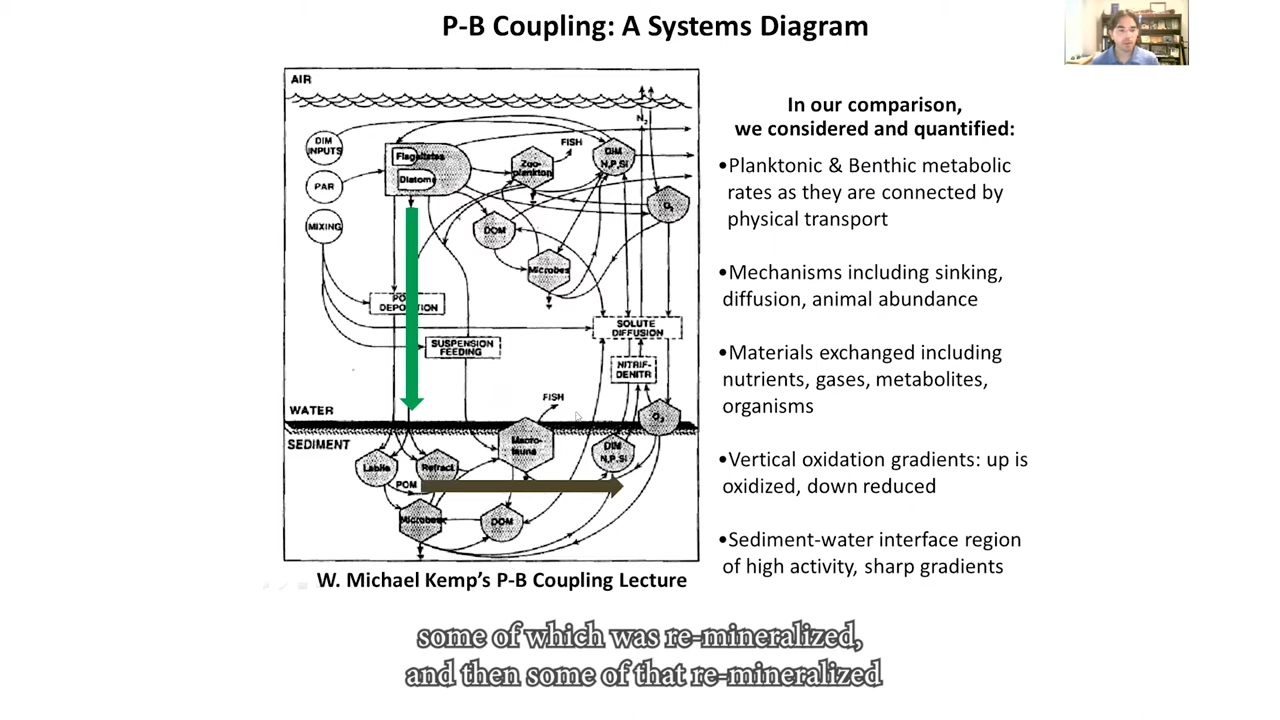 P-B Coupling: A Systems Diagram
AIR
DIM
INPUTS
PAR
MIXING
Flagellates
Diatoms
Zoo-
plankton
FISH
DIM
N,P,Si
N₂
O₂
DOM
Microbes
DEPOSITION
SUSPENSION
FEEDING
SOLUTE
DIFFUSION
NITRIF-
DENITR
WATER
SEDIMENT
FISH
Macro-
fauna
DIM
N,P,Si
O₂
Labile
Refract
POM
Microbes
DOM
W. Michael Kemp's P-B Coupling Lecture
In our comparison,
we considered and quantified:
•Planktonic & Benthic metabolic
rates as they are connected by
physical transport
•Mechanisms including sinking,
diffusion, animal abundance
•Materials exchanged including
nutrients, gases, metabolites,
organisms
•Vertical oxidation gradients: up is
oxidized, down reduced
•Sediment-water interface region
of high activity, sharp gradients
some of which was re-mineralized,
and then some of that re-mineralized